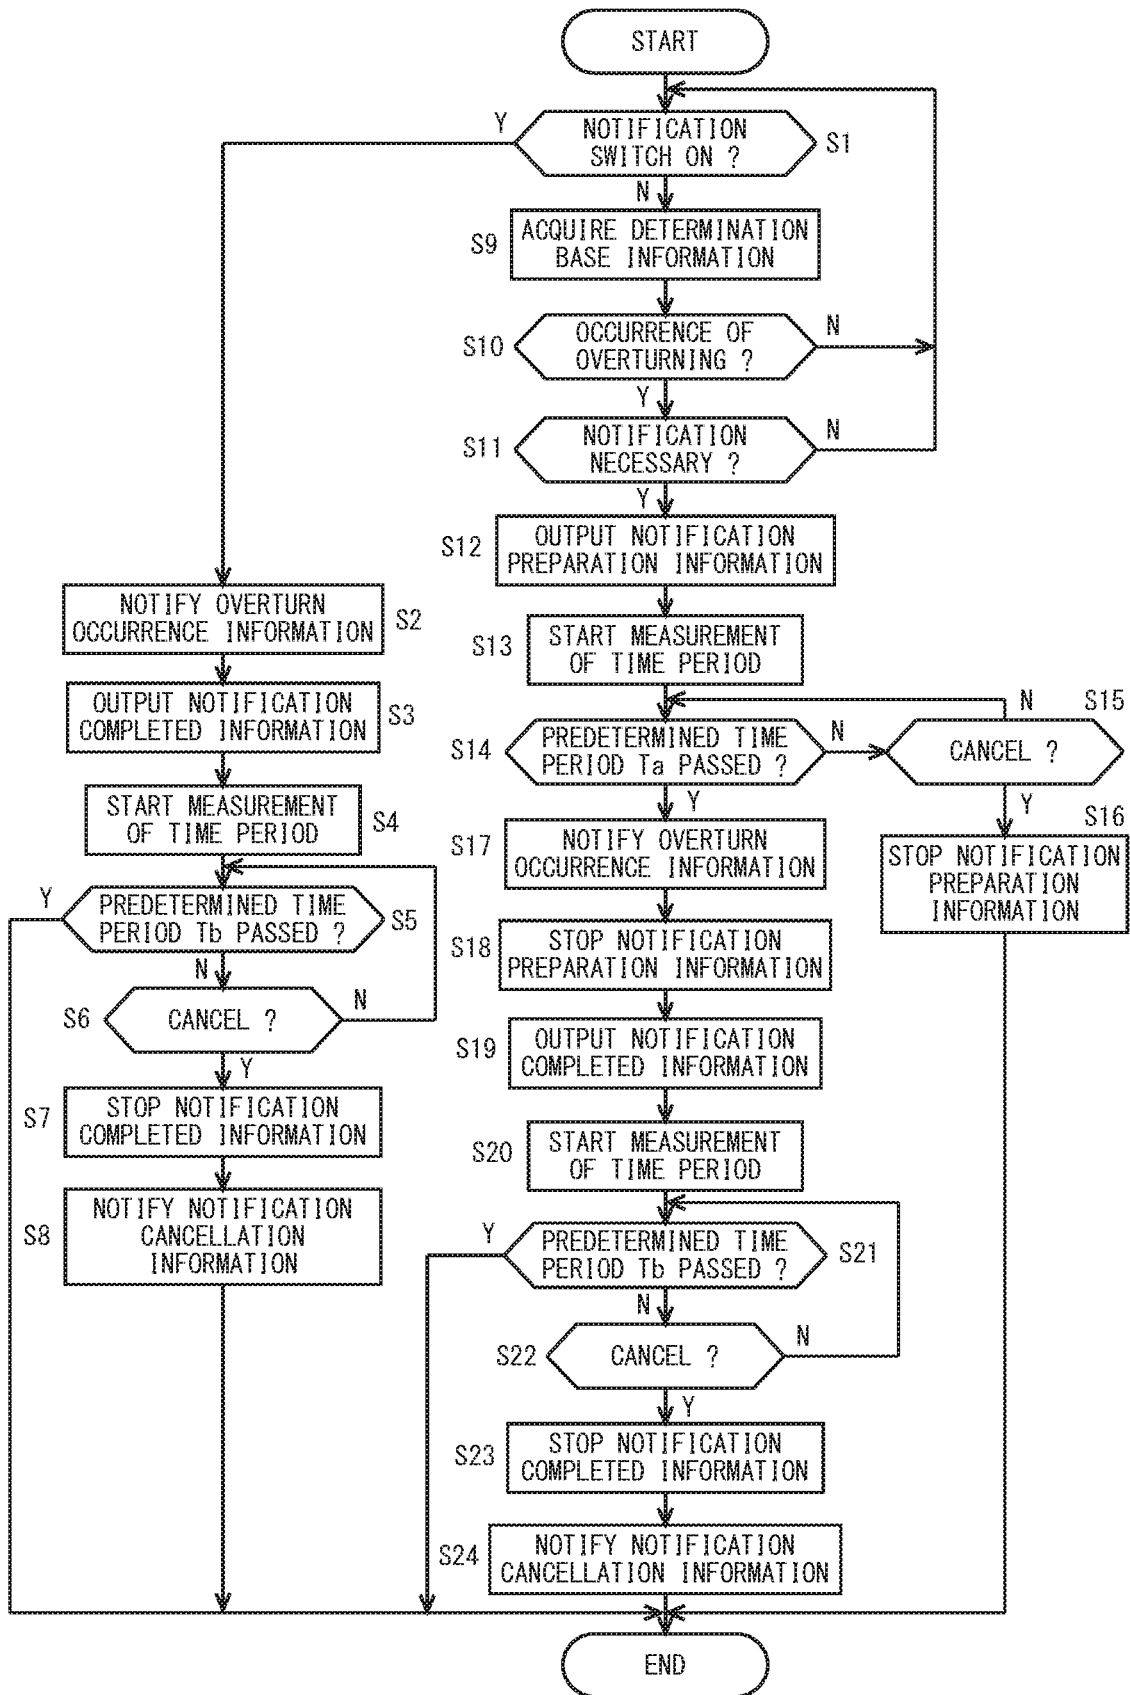 START
Y
NOTIFICATION
SWITCH ON ?
S1
N
S9
ACQUIRE DETERMINATION
BASE INFORMATION
S10
OCCURRENCE OF
OVERTURNING ?
N
Y
S11
NOTIFICATION
NECESSARY ?
N
Y
S12
OUTPUT NOTIFICATION
PREPARATION INFORMATION
NOTIFY OVERTURN
OCCURRENCE INFORMATION
S2
S13
START MEASUREMENT
OF TIME PERIOD
OUTPUT NOTIFICATION
COMPLETED INFORMATION
S3
S14
PREDETERMINED TIME
PERIOD Ta PASSED ?
N
N
S15
CANCEL ?
Y
Y
S16
STOP NOTIFICATION
PREPARATION
INFORMATION
START MEASUREMENT
OF TIME PERIOD
S4
S17
NOTIFY OVERTURN
OCCURRENCE INFORMATION
Y
PREDETERMINED TIME
PERIOD Tb PASSED ?
S5
N
S18
STOP NOTIFICATION
PREPARATION INFORMATION
S6
CANCEL ?
N
Y
S19
OUTPUT NOTIFICATION
COMPLETED INFORMATION
S7
STOP NOTIFICATION
COMPLETED INFORMATION
S20
START MEASUREMENT
OF TIME PERIOD
S8
NOTIFY NOTIFICATION
CANCELLATION
INFORMATION
Y
PREDETERMINED TIME
PERIOD Tb PASSED ?
S21
N
S22
CANCEL ?
N
Y
S23
STOP NOTIFICATION
COMPLETED INFORMATION
S24
NOTIFY NOTIFICATION
CANCELLATION INFORMATION
END